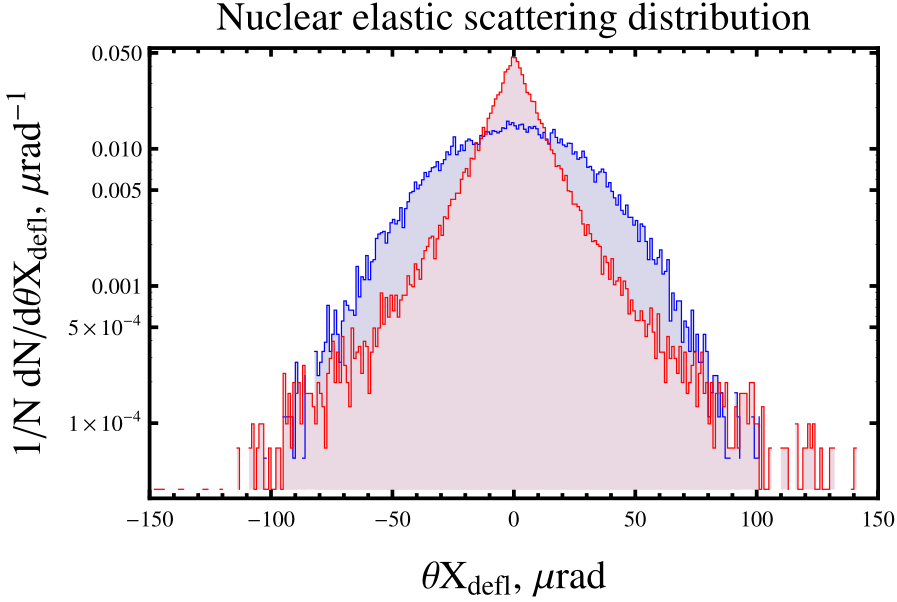 Nuclear elastic scattering distribution
1/N dN/dθX_defl, μrad⁻¹
0.050
0.010
0.005
0.001
5×10⁻⁴
1×10⁻⁴
−150 −100 −50 0 50 100 150
θX_defl, μrad